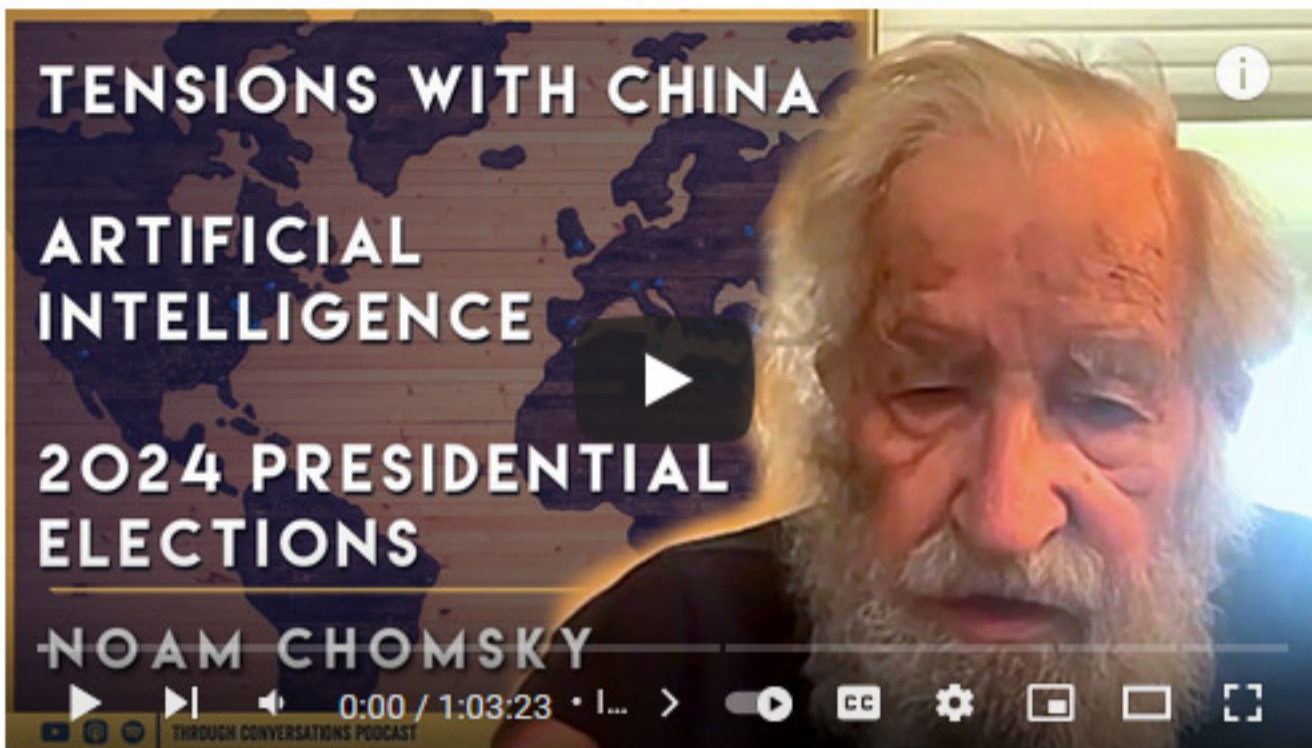 TENSIONS WITH CHINA
ARTIFICIAL
INTELLIGENCE
2024 PRESIDENTIAL
ELECTIONS
NOAM CHOMSKY
0:00 / 1:03:23 • I...
CC
THROUGH CONVERSATIONS PODCAST